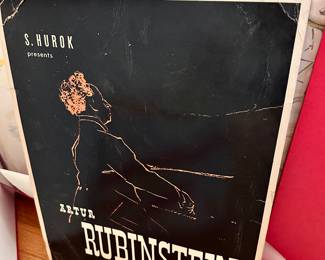 S. HUROK
presents
ARTUR
RUBINSTEIN